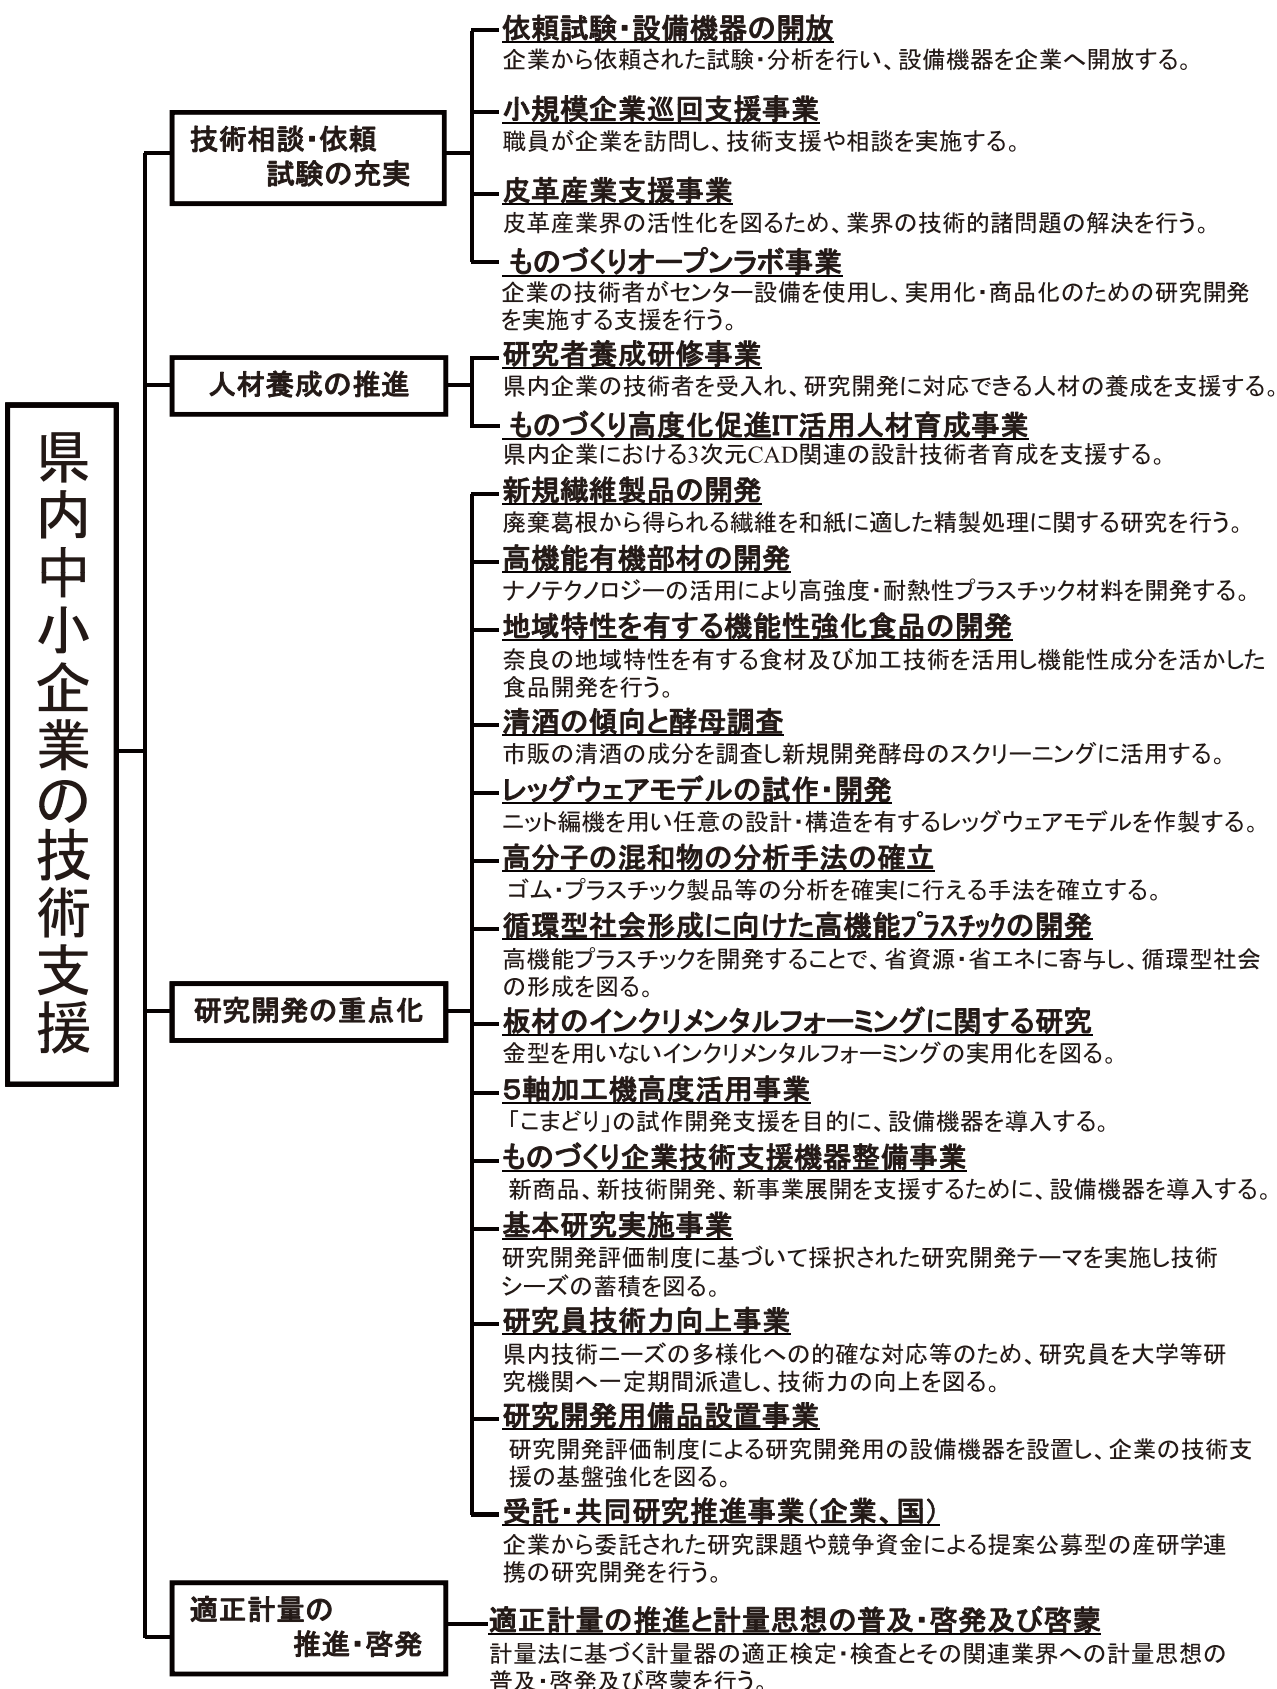 県内中小企業の技術支援
技術相談・依頼
試験の充実
依頼試験・設備機器の開放
企業から依頼された試験・分析を行い、設備機器を企業へ開放する。
小規模企業巡回支援事業
職員が企業を訪問し、技術支援や相談を実施する。
皮革産業支援事業
皮革産業界の活性化を図るため、業界の技術的諸問題の解決を行う。
ものづくりオープンラボ事業
企業の技術者がセンター設備を使用し、実用化・商品化のための研究開発
を実施する支援を行う。
人材養成の推進
研究者養成研修事業
県内企業の技術者を受入れ、研究開発に対応できる人材の養成を支援する。
ものづくり高度化促進IT活用人材育成事業
県内企業における3次元CAD関連の設計技術者育成を支援する。
研究開発の重点化
新規繊維製品の開発
廃棄葛根から得られる繊維を和紙に適した精製処理に関する研究を行う。
高機能有機部材の開発
ナノテクノロジーの活用により高強度・耐熱性プラスチック材料を開発する。
地域特性を有する機能性強化食品の開発
奈良の地域特性を有する食材及び加工技術を活用し機能性成分を活かした
食品開発を行う。
清酒の傾向と酵母調査
市販の清酒の成分を調査し新規開発酵母のスクリーニングに活用する。
レッグウェアモデルの試作・開発
ニット編機を用い任意の設計・構造を有するレッグウェアモデルを作製する。
高分子の混和物の分析手法の確立
ゴム・プラスチック製品等の分析を確実に行える手法を確立する。
循環型社会形成に向けた高機能プラスチックの開発
高機能プラスチックを開発することで、省資源・省エネに寄与し、循環型社会
の形成を図る。
板材のインクリメンタルフォーミングに関する研究
金型を用いないインクリメンタルフォーミングの実用化を図る。
5軸加工機高度活用事業
「こまどり」の試作開発支援を目的に、設備機器を導入する。
ものづくり企業技術支援機器整備事業
新商品、新技術開発、新事業展開を支援するために、設備機器を導入する。
基本研究実施事業
研究開発評価制度に基づいて採択された研究開発テーマを実施し技術
シーズの蓄積を図る。
研究員技術力向上事業
県内技術ニーズの多様化への的確な対応等のため、研究員を大学等研
究機関へ一定期間派遣し、技術力の向上を図る。
研究開発用備品設置事業
研究開発評価制度による研究開発用の設備機器を設置し、企業の技術支
援の基盤強化を図る。
受託・共同研究推進事業(企業、国)
企業から委託された研究課題や競争資金による提案公募型の産研学連
携の研究開発を行う。
適正計量の
推進・啓発
適正計量の推進と計量思想の普及・啓発及び啓蒙
計量法に基づく計量器の適正検定・検査とその関連業界への計量思想の
普及・啓発及び啓蒙を行う。